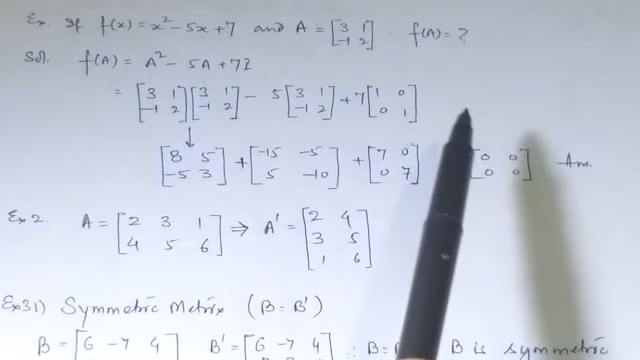 Ex. If f(x) = x² - 5x + 7 and A = [3 1; -1 2] . f(A) = ?
Sol. f(A) = A² - 5A + 7I
= [3 1; -1 2][3 1; -1 2] - 5[3 1; -1 2] + 7[1 0; 0 1]
[8 5; -5 3] + [-15 -5; 5 -10] + [7 0; 0 7] [0 0; 0 0] Ans.
Ex 2. A = [2 3 1; 4 5 6] ⇒ A' = [2 4; 3 5; 1 6]
Ex 31) Symmetric Metrix (B = B')
B = [6 -7 4 B' = [6 -7 4 ∴ B = B is symmetric